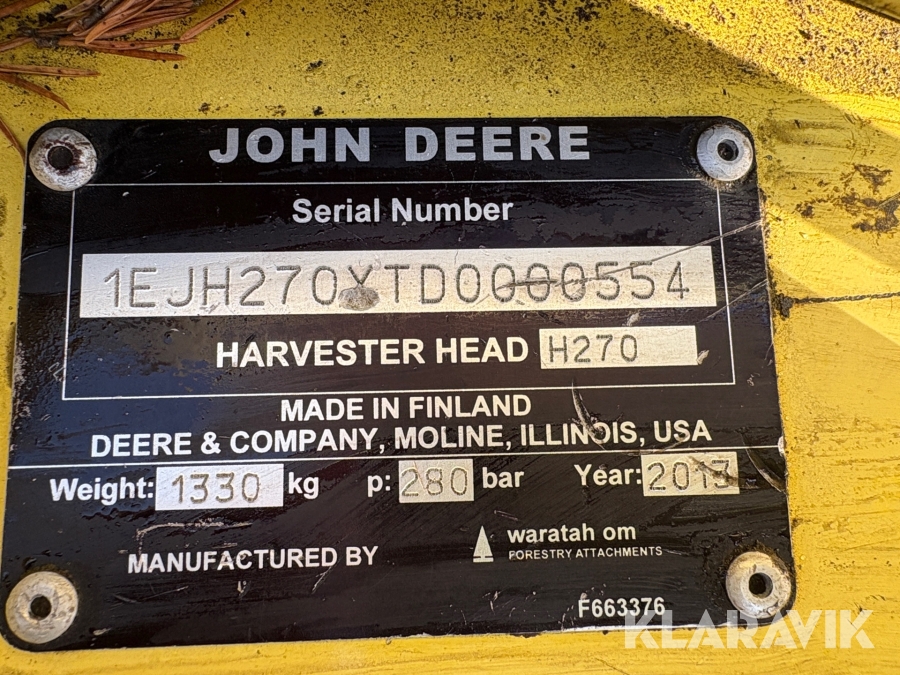 JOHN DEERE
Serial Number
1EJH270XTD0000554
HARVESTER HEAD H270
MADE IN FINLAND
DEERE & COMPANY, MOLINE, ILLINOIS, USA
Weight: 1330 kg p: 280 bar Year: 2013
MANUFACTURED BY waratah om
FORESTRY ATTACHMENTS
F663376
KLARAVIK